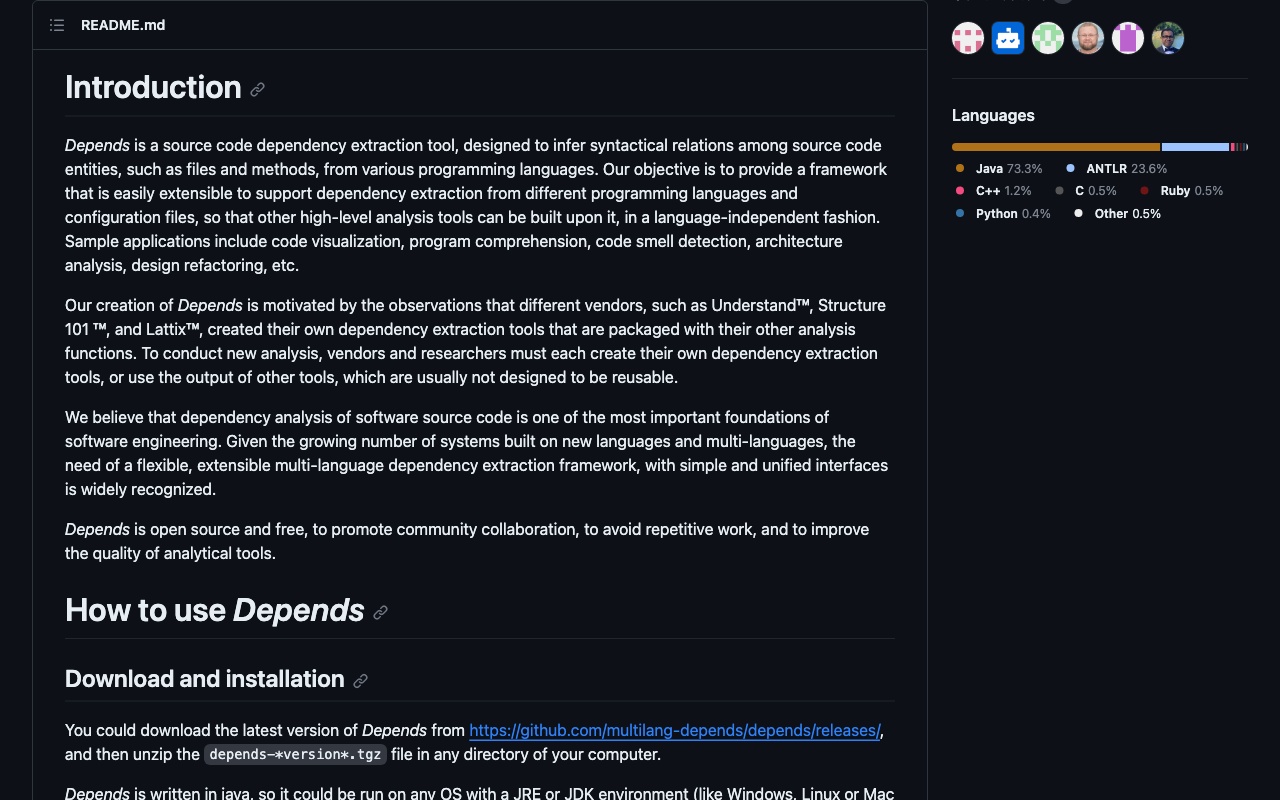 README.md
Introduction
Depends is a source code dependency extraction tool, designed to infer syntactical relations among source code
entities, such as files and methods, from various programming languages. Our objective is to provide a framework
that is easily extensible to support dependency extraction from different programming languages and
configuration files, so that other high-level analysis tools can be built upon it, in a language-independent fashion.
Sample applications include code visualization, program comprehension, code smell detection, architecture
analysis, design refactoring, etc.
Our creation of Depends is motivated by the observations that different vendors, such as Understand™, Structure
101 ™, and Lattix™, created their own dependency extraction tools that are packaged with their other analysis
functions. To conduct new analysis, vendors and researchers must each create their own dependency extraction
tools, or use the output of other tools, which are usually not designed to be reusable.
We believe that dependency analysis of software source code is one of the most important foundations of
software engineering. Given the growing number of systems built on new languages and multi-languages, the
need of a flexible, extensible multi-language dependency extraction framework, with simple and unified interfaces
is widely recognized.
Depends is open source and free, to promote community collaboration, to avoid repetitive work, and to improve
the quality of analytical tools.
How to use Depends
Download and installation
You could download the latest version of Depends from https://github.com/multilang-depends/depends/releases/,
and then unzip the depends-*version*.tgz file in any directory of your computer.
Depends is written in java, so it could be run on any OS with a JRE or JDK environment (like Windows, Linux or Mac
Languages
Java 73.3% ANTLR 23.6%
C++ 1.2% C 0.5% Ruby 0.5%
Python 0.4% Other 0.5%